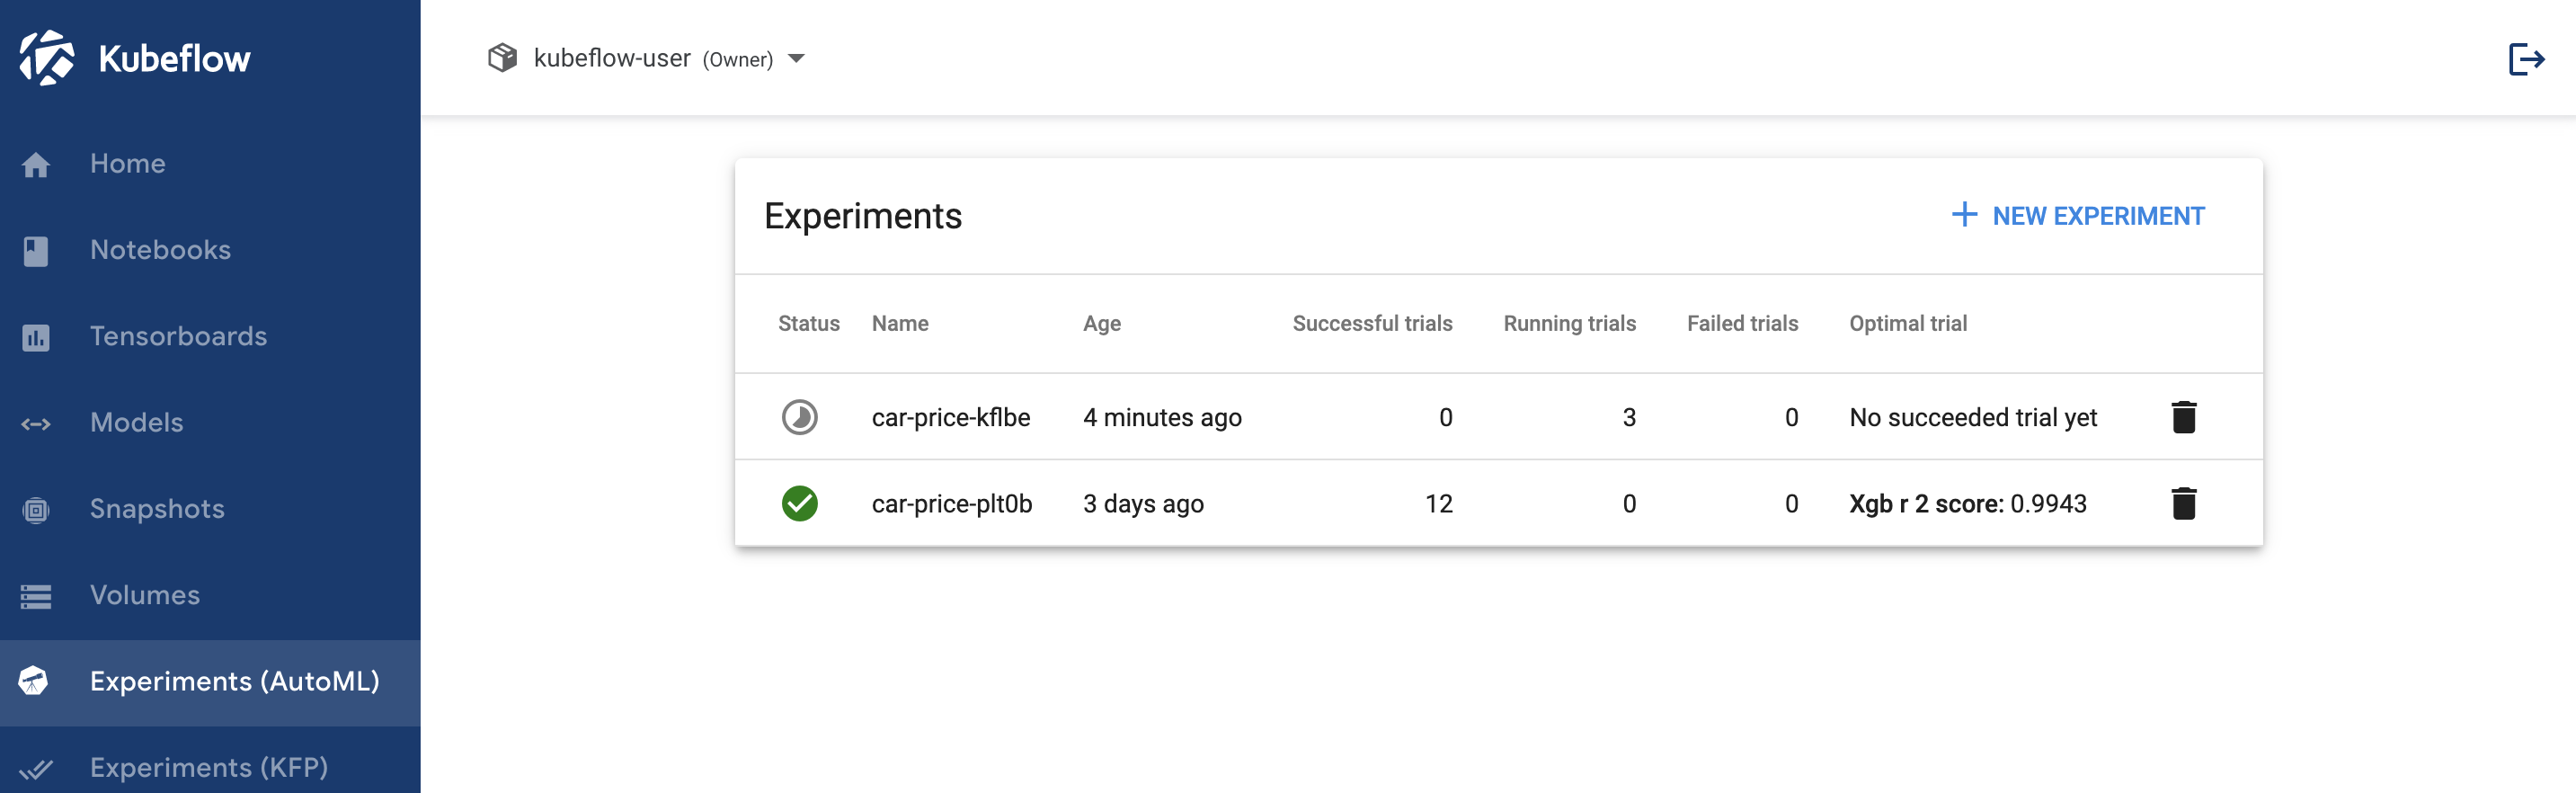 Kubeflow
kubeflow-user (Owner)
Home
Notebooks
Tensorboards
Models
Snapshots
Volumes
Experiments (AutoML)
Experiments (KFP)
Experiments
NEW EXPERIMENT
Status Name Age Successful trials Running trials Failed trials Optimal trial
car-price-kflbe 4 minutes ago 0 3 0 No succeeded trial yet
car-price-plt0b 3 days ago 12 0 0 Xgb r 2 score: 0.9943